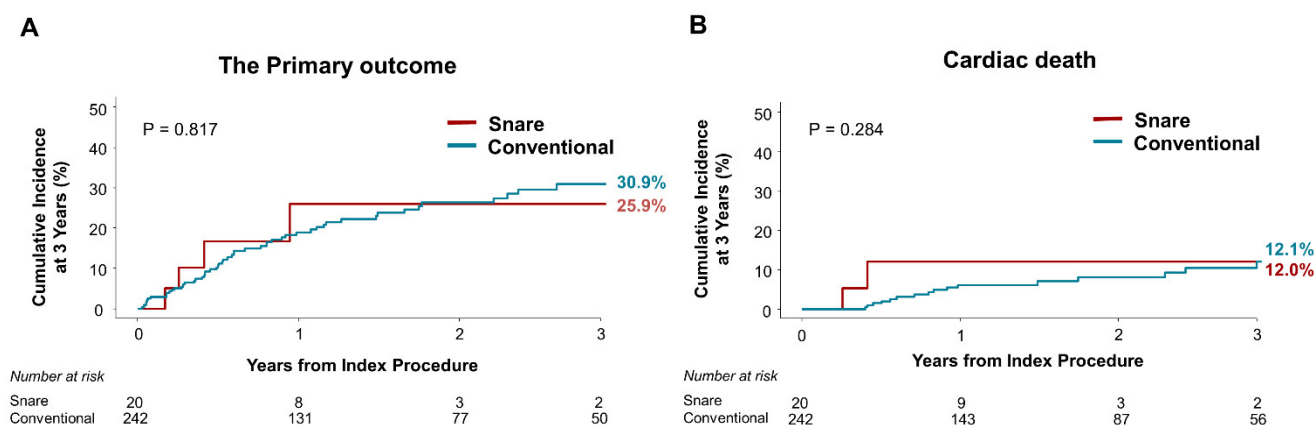 A
The Primary outcome
Cumulative Incidence
at 3 Years (%)
50
40
30
20
10
0
P = 0.817
Snare
Conventional
30.9%
25.9%
0 1 2 3
Years from Index Procedure
Number at risk
Snare 20 8 3 2
Conventional 242 131 77 50
B
Cardiac death
Cumulative Incidence
at 3 Years (%)
50
40
30
20
10
0
P = 0.284
Snare
Conventional
12.1%
12.0%
0 1 2 3
Years from Index Procedure
Number at risk
Snare 20 9 3 2
Conventional 242 143 87 56